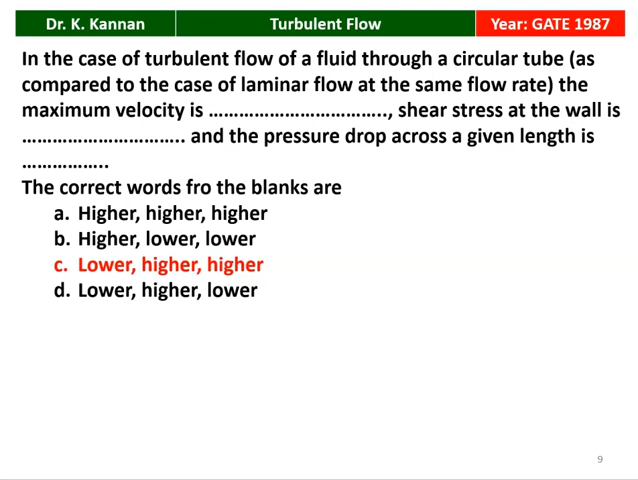 Dr. K. Kannan Turbulent Flow Year: GATE 1987
In the case of turbulent flow of a fluid through a circular tube (as
compared to the case of laminar flow at the same flow rate) the
maximum velocity is …………………………….., shear stress at the wall is
………………………….. and the pressure drop across a given length is
……………..
The correct words fro the blanks are
a. Higher, higher, higher
b. Higher, lower, lower
c. Lower, higher, higher
d. Lower, higher, lower
9